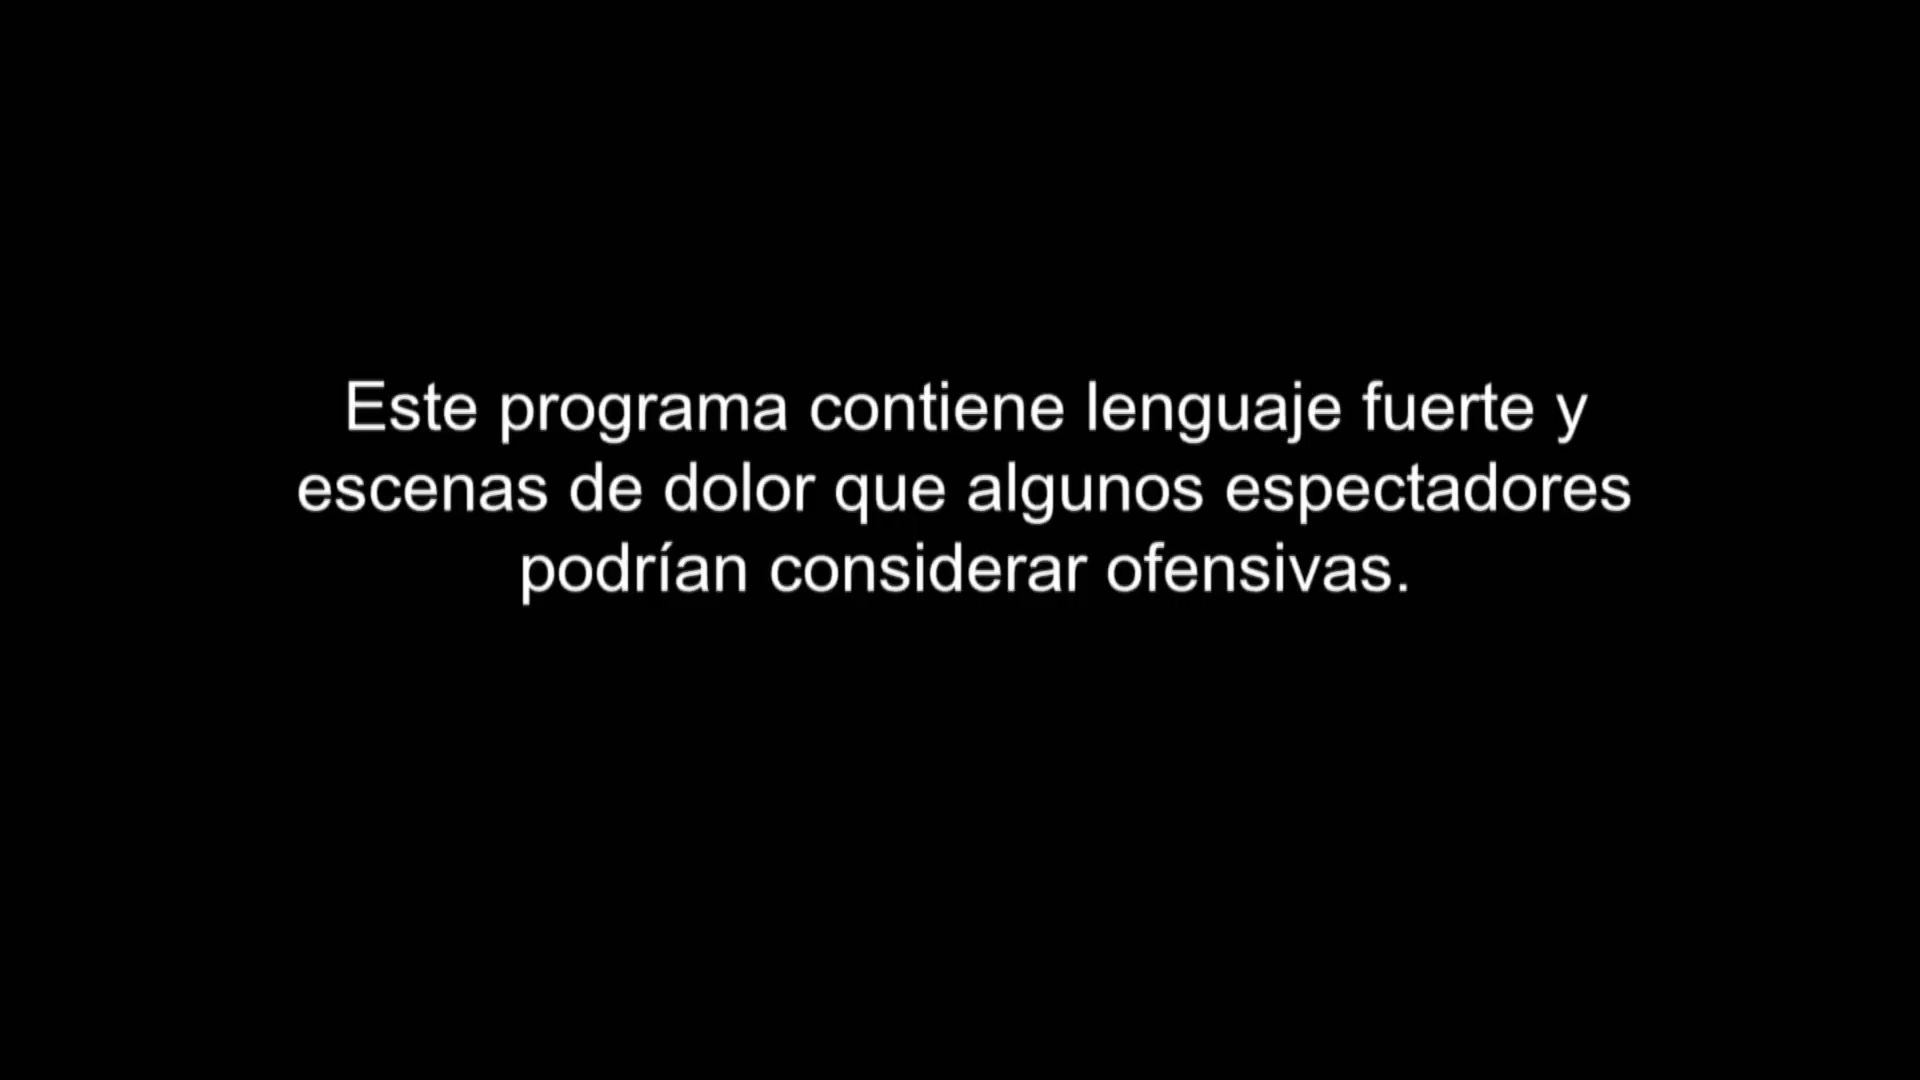 Este programa contiene lenguaje fuerte y
escenas de dolor que algunos espectadores
podrían considerar ofensivas.